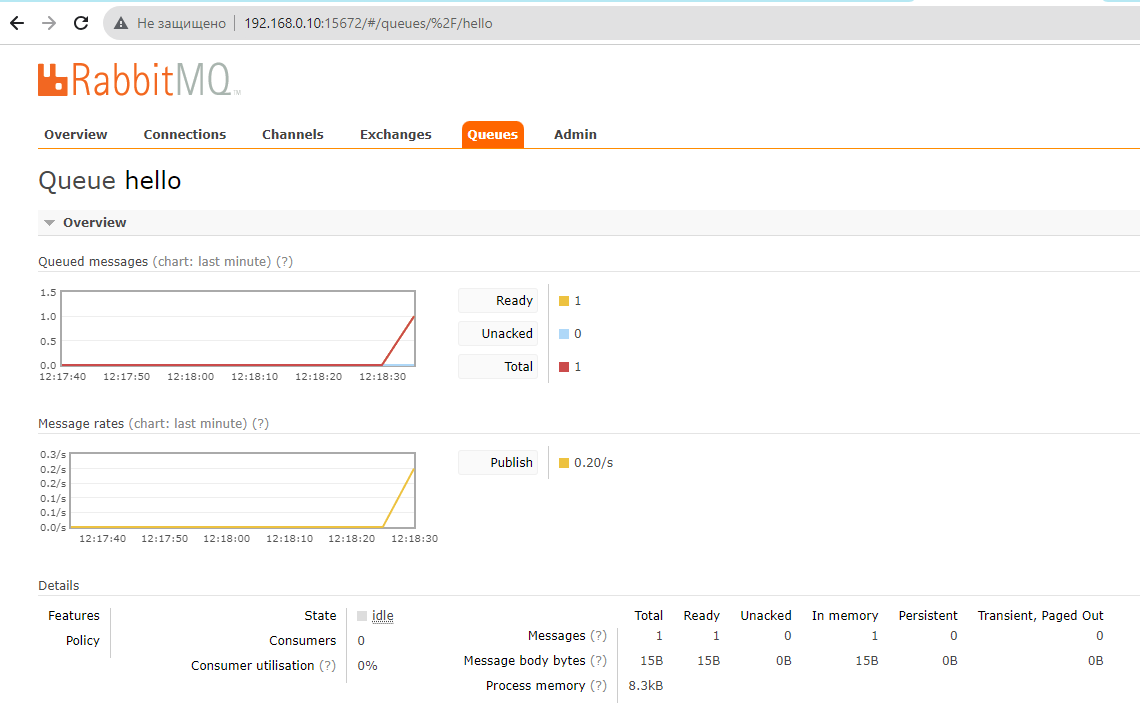 Не защищено 192.168.0.10:15672/#/queues/%2F/hello
RabbitMQ TM
Overview Connections Channels Exchanges Queues Admin
Queue hello
Overview
Queued messages (chart: last minute) (?)
1.5
1.0
0.5
0.0
12:17:40 12:17:50 12:18:00 12:18:10 12:18:20 12:18:30
Ready 1
Unacked 0
Total 1
Message rates (chart: last minute) (?)
0.3/s
0.2/s
0.2/s
0.1/s
0.1/s
0.0/s
12:17:40 12:17:50 12:18:00 12:18:10 12:18:20 12:18:30
Publish 0.20/s
Details
Features
Policy
State idle
Consumers 0
Consumer utilisation (?) 0%
Total Ready Unacked In memory Persistent Transient, Paged Out
Messages (?) 1 1 0 1 0 0
Message body bytes (?) 15B 15B 0B 15B 0B 0B
Process memory (?) 8.3kB